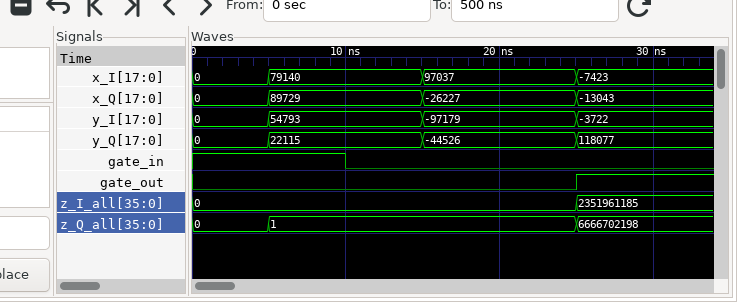 From: 0 sec To: 500 ns
Signals Waves
Time 0 10 ns 20 ns 30 ns
x_I[17:0] 0 79140 97037 -7423
x_Q[17:0] 0 89729 -26227 -13043
y_I[17:0] 0 54793 -97179 -3722
y_Q[17:0] 0 22115 -44526 118077
gate_in
gate_out
z_I_all[35:0] 0 2351961185
z_Q_all[35:0] 0 1 6666702198
place